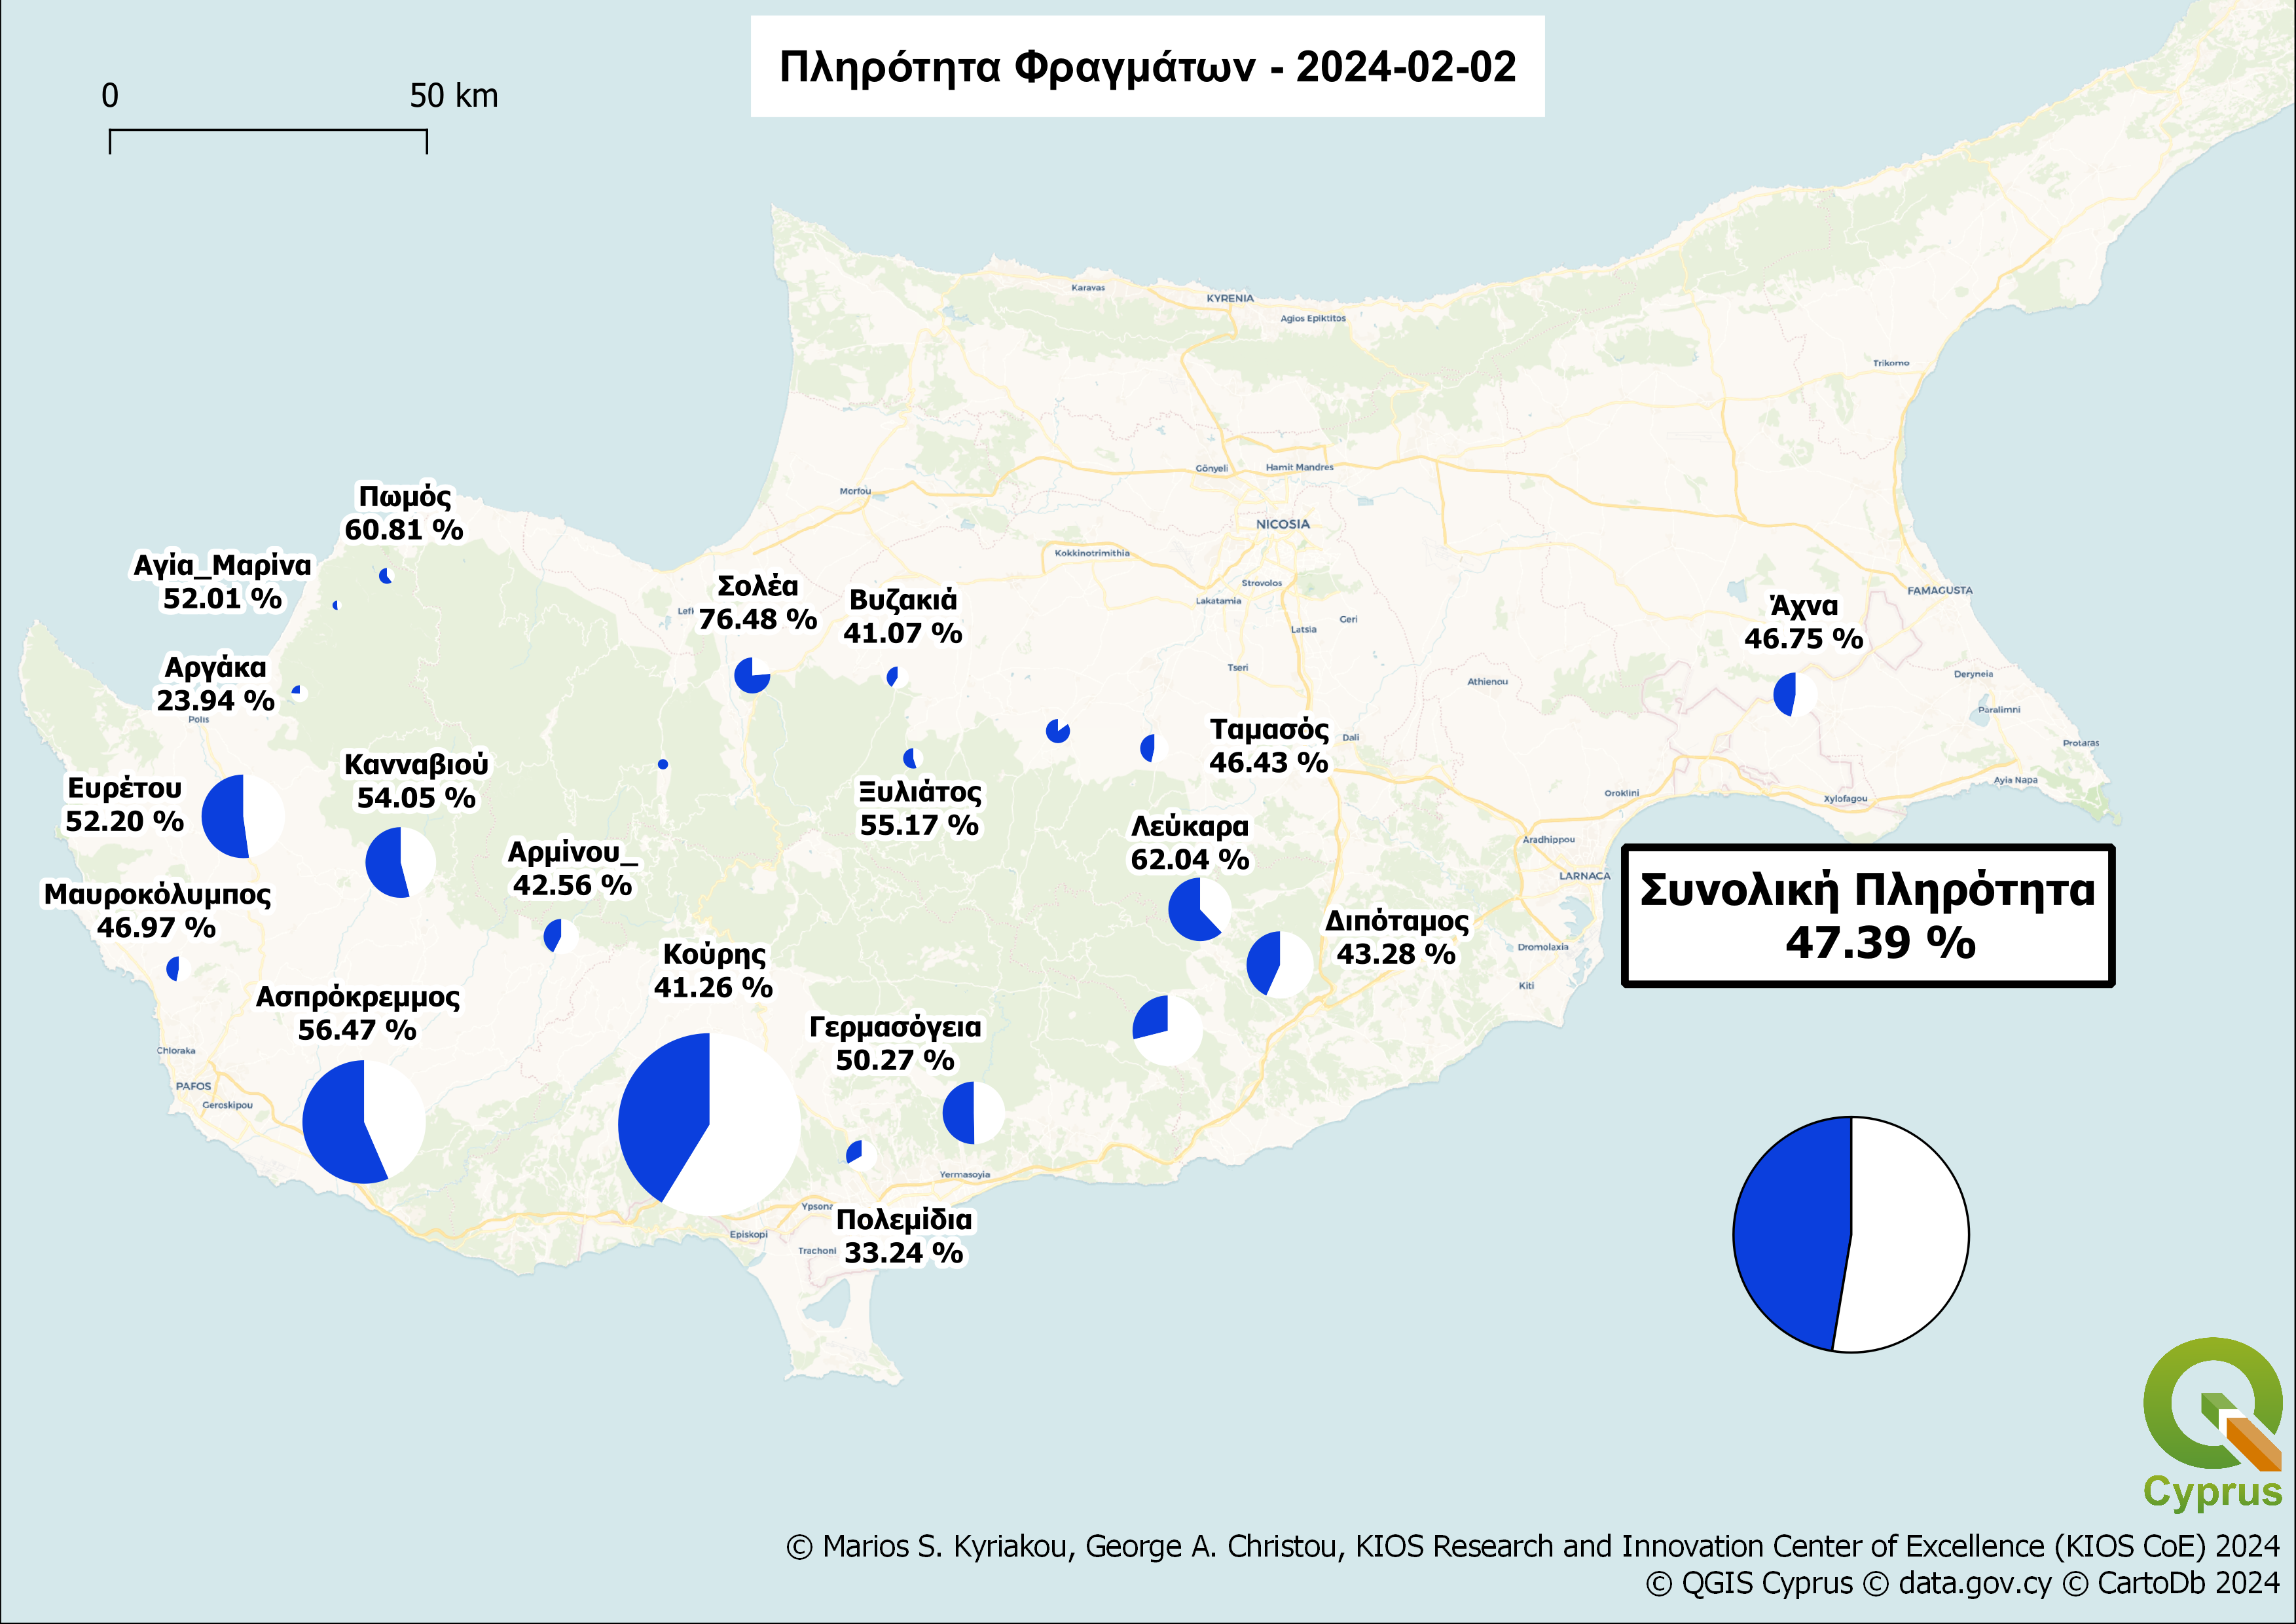 Πληρότητα Φραγμάτων - 2024-02-02
0 50 km
Karavas
KYRENIA
Agios Epiktitos
Trikomo
Gönyeli
Hamit Mandres
Morfou
NICOSIA
Kokkinotrimithia
Strovolos
Lakatamia
Geri
Latsia
Tseri
Athienou
FAMAGUSTA
Deryneia
Paralimni
Protaras
Ayia Napa
Xylofagou
Oroklini
Dali
Aradhippou
LARNACA
Dromolaxia
Kiti
Polis
Chloraka
PAFOS
Geroskipou
Yermasoyia
Episkopi
Trachoni
Πωμός
60.81 %
Αγία_Μαρίνα
52.01 %
Αργάκα
23.94 %
Σολέα
76.48 %
Βυζακιά
41.07 %
Άχνα
46.75 %
Ταμασός
46.43 %
Ξυλιάτος
55.17 %
Ευρέτου
52.20 %
Κανναβιού
54.05 %
Αρμίνου_
42.56 %
Λεύκαρα
62.04 %
Διπόταμος
43.28 %
Μαυροκόλυμπος
46.97 %
Ασπρόκρεμμος
56.47 %
Κούρης
41.26 %
Γερμασόγεια
50.27 %
Πολεμίδια
33.24 %
Συνολική Πληρότητα
47.39 %
Cyprus
© Marios S. Kyriakou, George A. Christou, KIOS Research and Innovation Center of Excellence (KIOS CoE) 2024
© QGIS Cyprus © data.gov.cy © CartoDb 2024